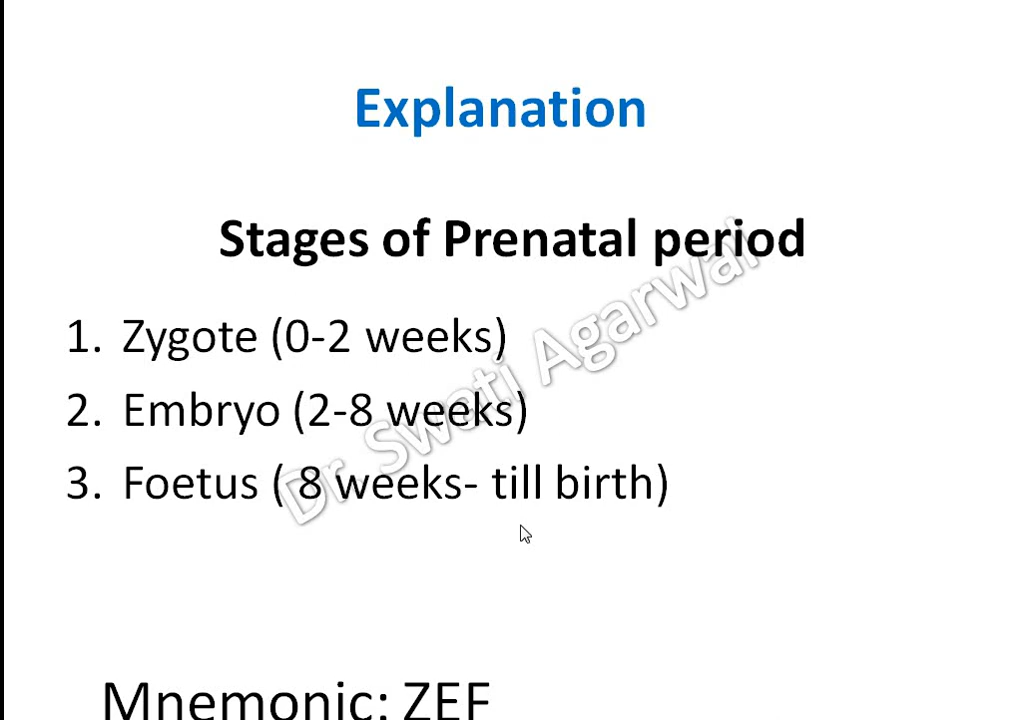 Explanation
Stages of Prenatal period
1. Zygote (0-2 weeks)
2. Embryo (2-8 weeks)
3. Foetus ( 8 weeks- till birth)
Dr. Swati Agarwal
Mnemonic: ZEF